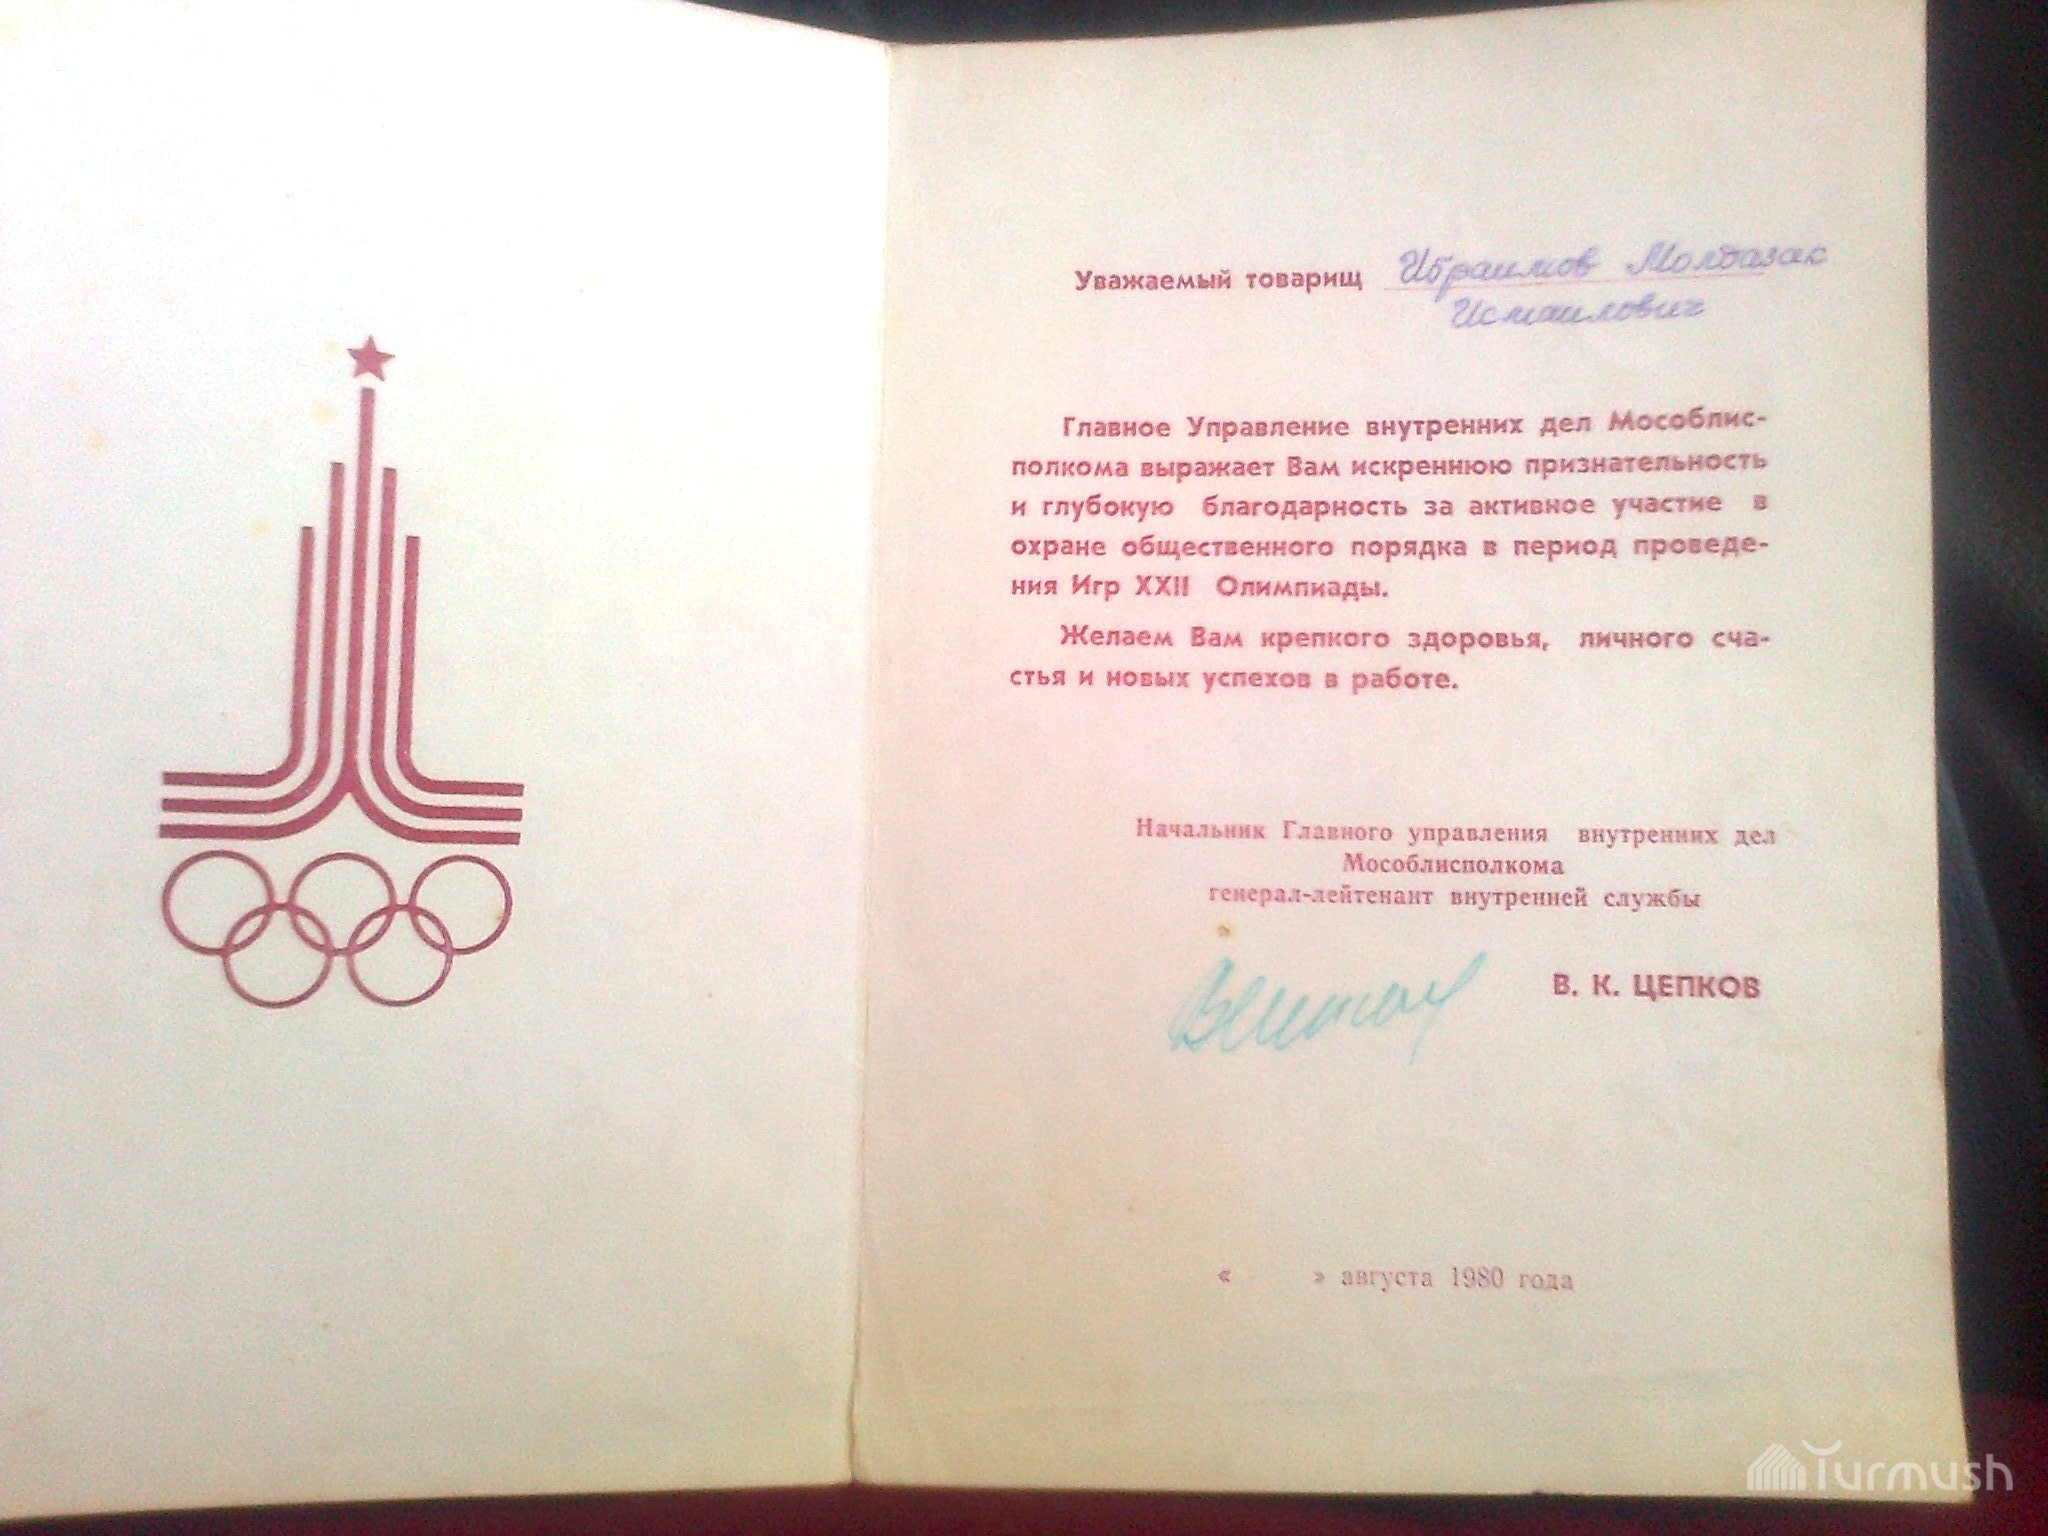 Уважаемый товарищ Ибраимов Молдазак
Исмаилович
Главное Управление внутренних дел Мособлис-
полкома выражает Вам искреннюю признательность
и глубокую благодарность за активное участие в
охране общественного порядка в период проведе-
ния Игр XXII Олимпиады.
Желаем Вам крепкого здоровья, личного сча-
стья и новых успехов в работе.
Начальник Главного управления внутренних дел
Мособлисполкома
генерал-лейтенант внутренней службы
В. К. ЦЕПКОВ
« » августа 1980 года
Turmush